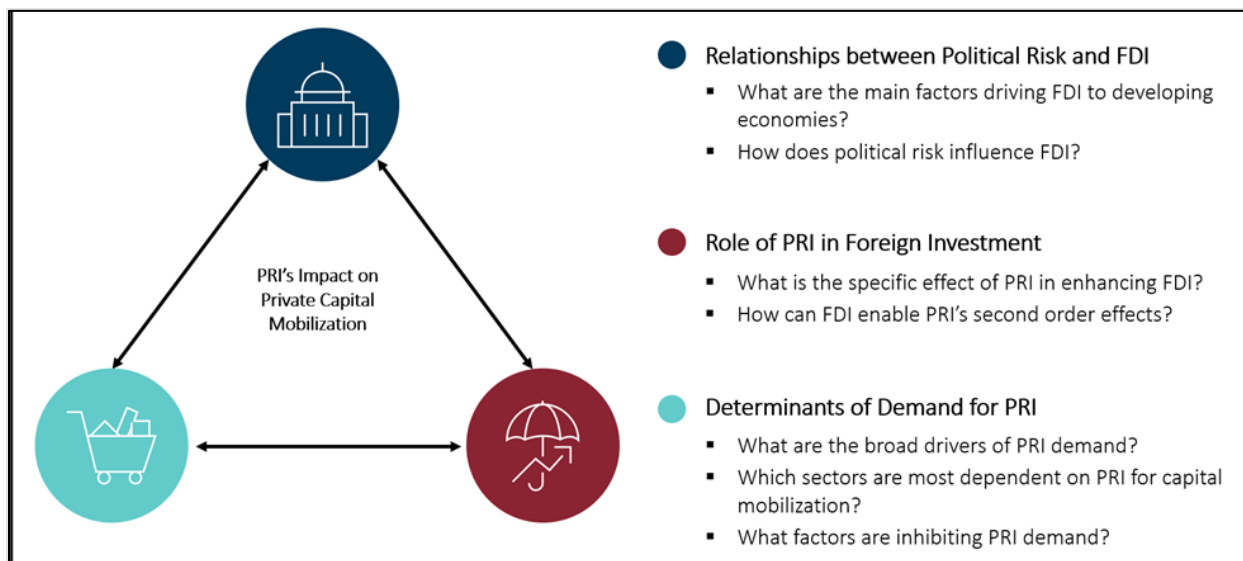 PRI's Impact on
Private Capital
Mobilization
Relationships between Political Risk and FDI
▪ What are the main factors driving FDI to developing
economies?
▪ How does political risk influence FDI?
Role of PRI in Foreign Investment
▪ What is the specific effect of PRI in enhancing FDI?
▪ How can FDI enable PRI's second order effects?
Determinants of Demand for PRI
▪ What are the broad drivers of PRI demand?
▪ Which sectors are most dependent on PRI for capital
mobilization?
▪ What factors are inhibiting PRI demand?